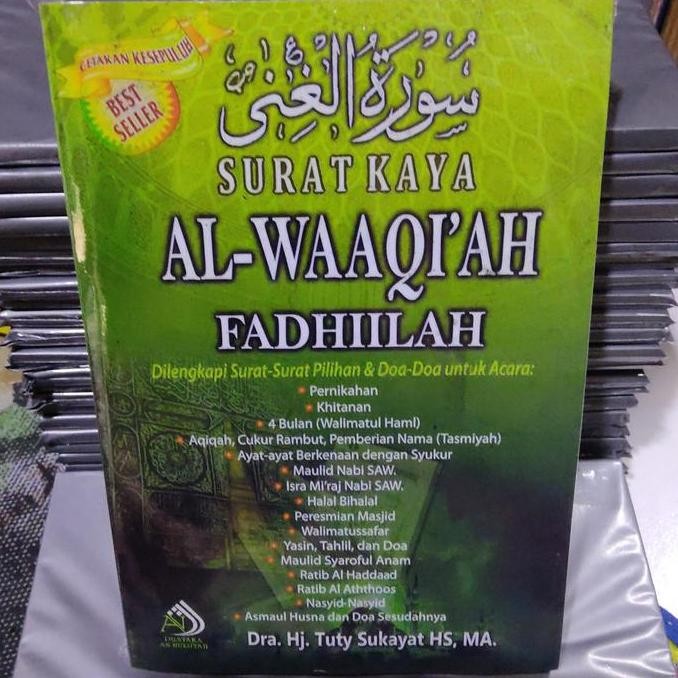 CETAKAN KESEPULUH
BEST
SELLER
سُورَةُ الْغِنَى
SURAT KAYA
AL-WAAQI'AH
FADHIILAH
Dilengkapi Surat-Surat Pilihan & Doa-Doa untuk Acara:
Pernikahan
Khitanan
4 Bulan (Walimatul Haml)
Aqiqah, Cukur Rambut, Pemberian Nama (Tasmiyah)
Ayat-ayat Berkenaan dengan Syukur
Maulid Nabi SAW.
Isra Mi'raj Nabi SAW.
Halal Bihalal
Peresmian Masjid
Walimatussafar
Yasin, Tahlil, dan Doa
Maulid Syaroful Anam
Ratib Al Haddaad
Ratib Al Aththoos
Nasyid-Nasyid
Asmaul Husna dan Doa Sesudahnya
Dra. Hj. Tuty Sukayat HS, MA.